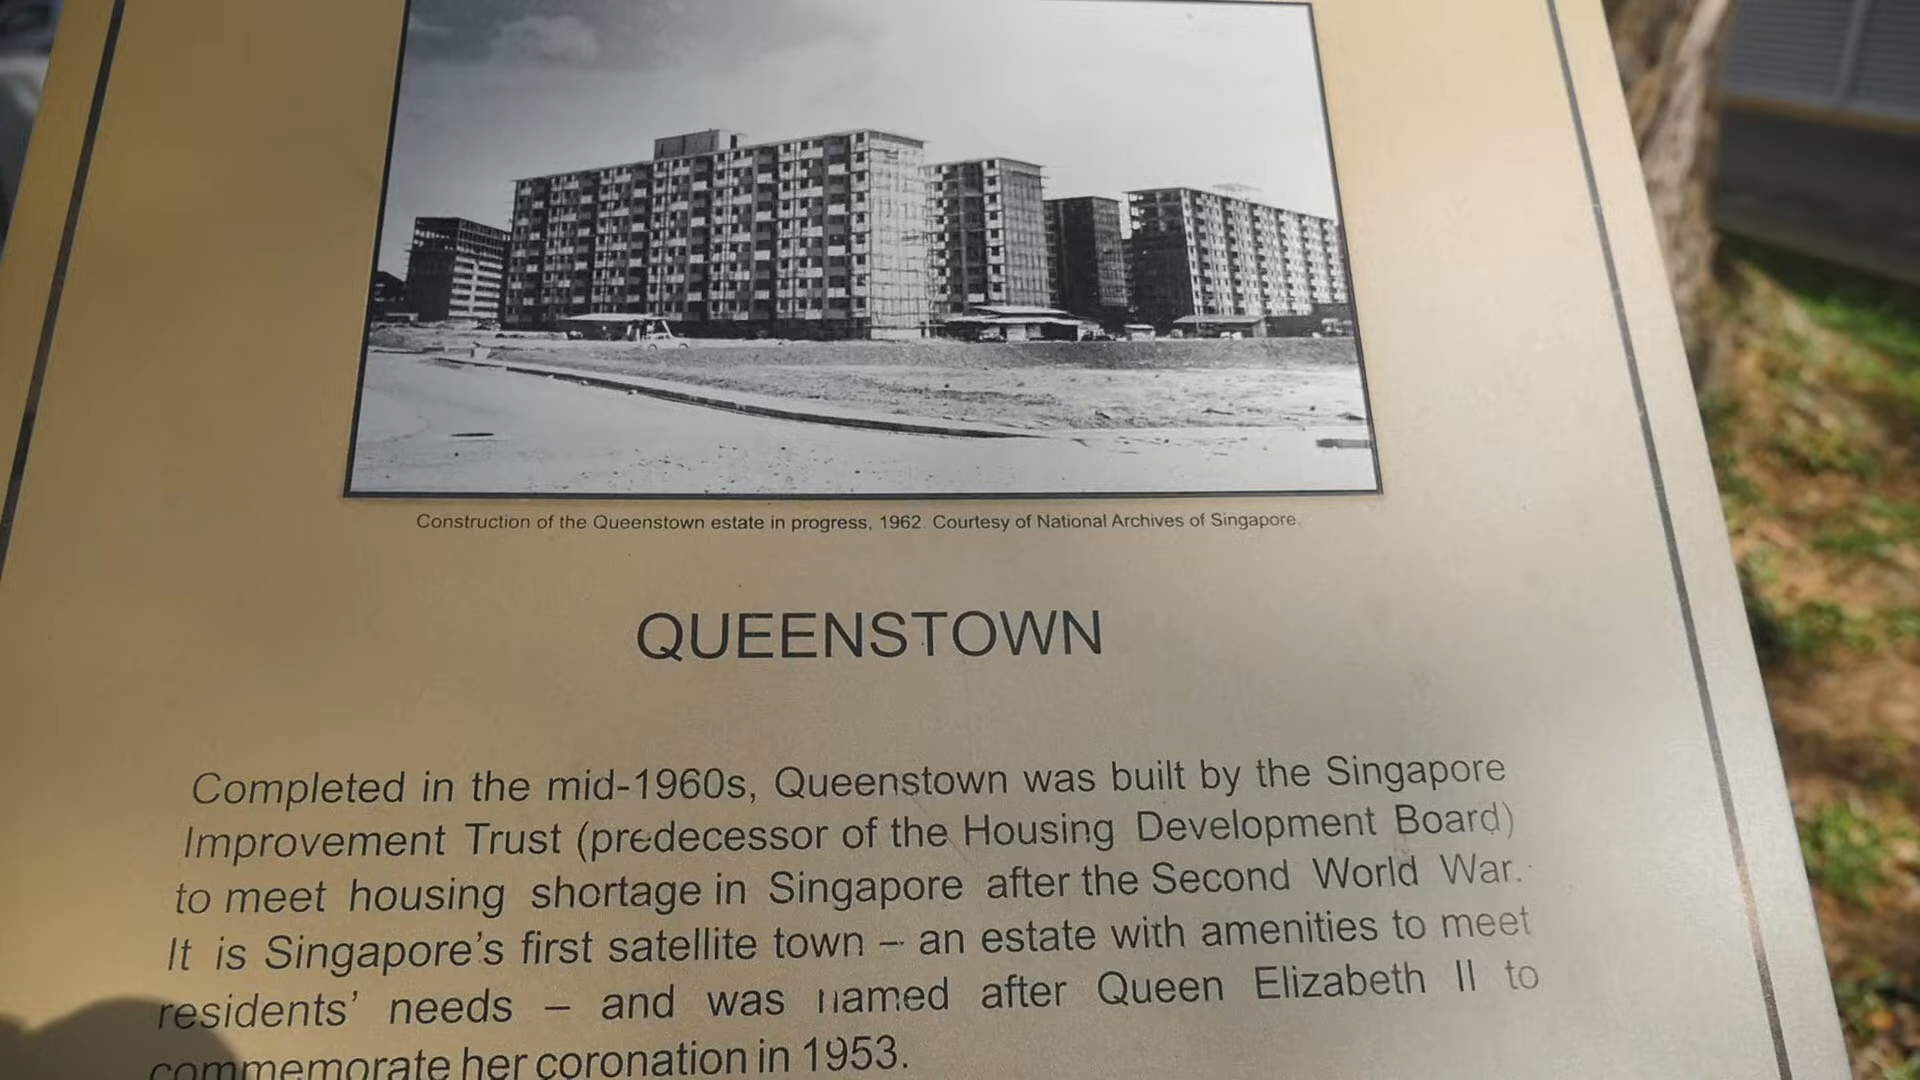 Construction of the Queenstown estate in progress, 1962. Courtesy of National Archives of Singapore.
QUEENSTOWN
Completed in the mid-1960s, Queenstown was built by the Singapore
Improvement Trust (predecessor of the Housing Development Board)
to meet housing shortage in Singapore after the Second World War.
It is Singapore's first satellite town – an estate with amenities to meet
residents' needs – and was named after Queen Elizabeth II to
commemorate her coronation in 1953.